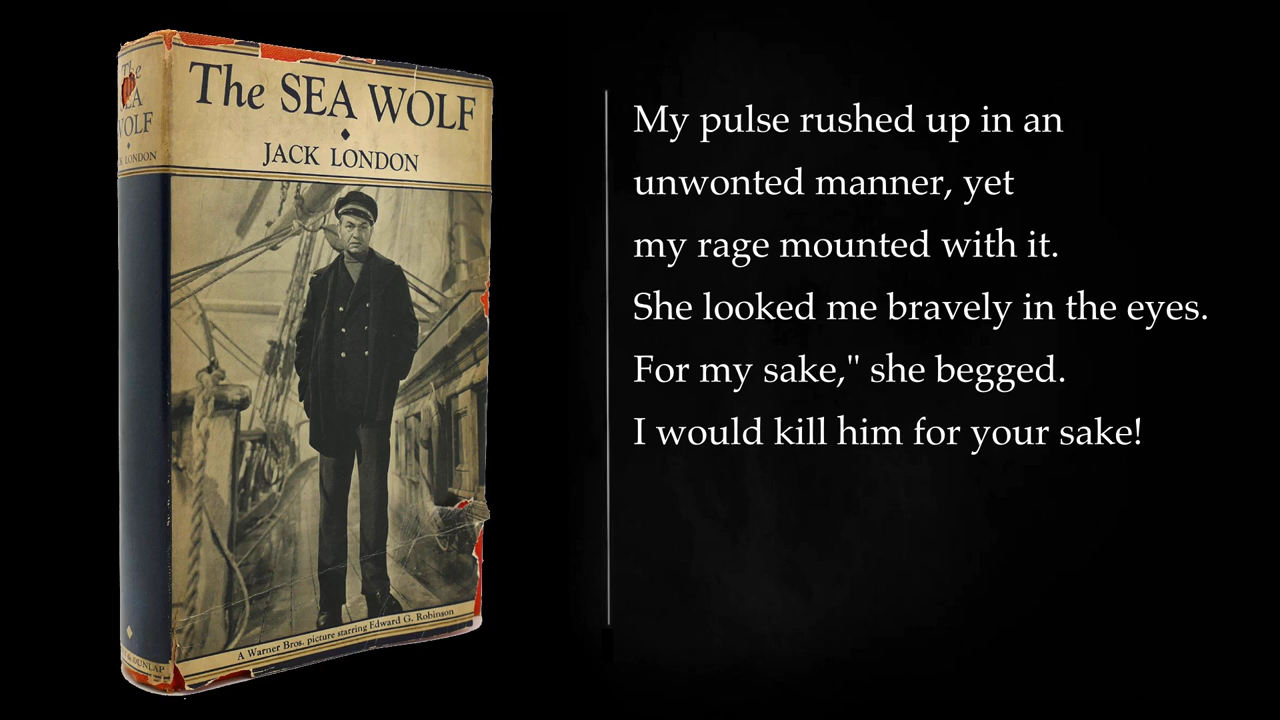 The SEA WOLF
JACK LONDON
The
WOLF
LONDON
DUNLAP
A Warner Bros. picture starring Edward G. Robinson
My pulse rushed up in an
unwonted manner, yet
my rage mounted with it.
She looked me bravely in the eyes.
For my sake," she begged.
I would kill him for your sake!